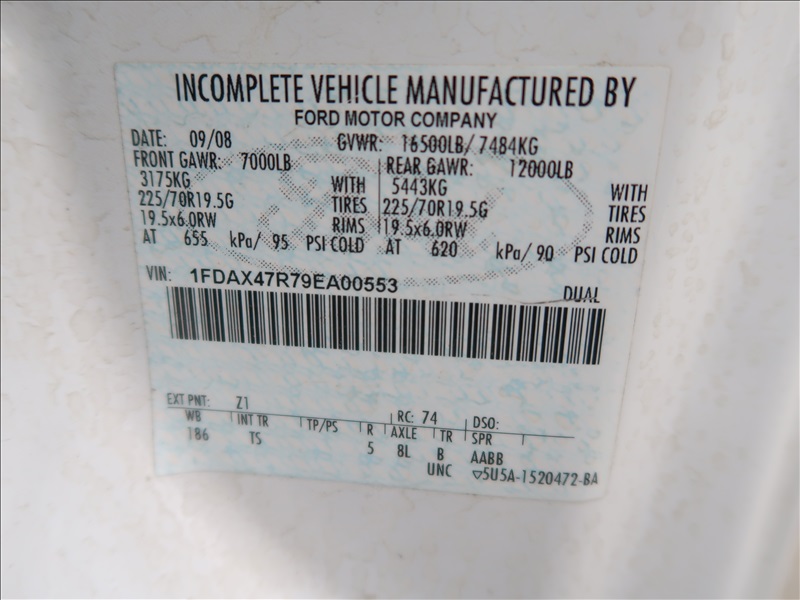 INCOMPLETE VEHICLE MANUFACTURED BY
FORD MOTOR COMPANY
DATE: 09/08 GVWR: 16500LB/ 7484KG
FRONT GAWR: 7000LB REAR GAWR: 12000LB
3175KG WITH 5443KG WITH
225/70R19.5G TIRES 225/70R19.5G TIRES
19.5x6.0RW RIMS 19.5x6.0RW RIMS
AT 655 kPa/ 95 PSI COLD AT 620 kPa/ 90 PSI COLD
VIN: 1FDAX47R79EA00553 DUAL
EXT PNT: Z1 RC: 74 DSO:
WB INT TR TP/PS R AXLE TR SPR
186 TS 5 8L B AABB
UNC ▽5U5A-1520472-BA